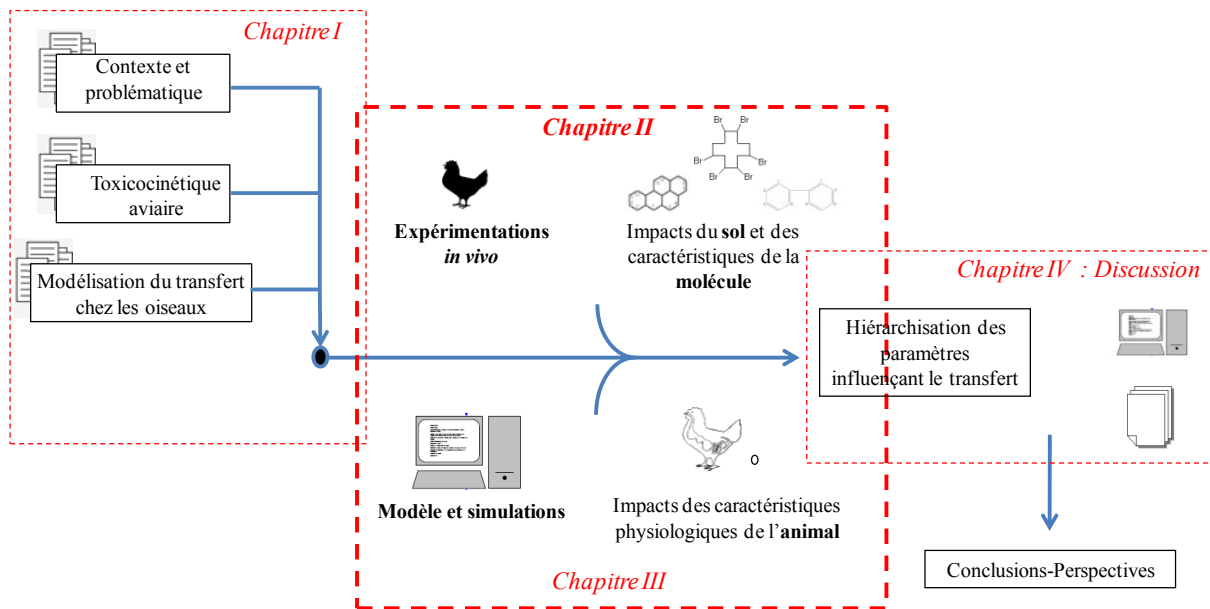 Chapitre I
Contexte et
problématique
Toxicocinétique
aviaire
Modélisation du transfert
chez les oiseaux
Chapitre II
Expérimentations
in vivo
Br Br
Br Br
Br Br
Impacts du sol et des
caractéristiques de la
molécule
Modèle et simulations
Impacts des caractéristiques
physiologiques de l'animal
Chapitre III
Chapitre IV : Discussion
Hiérarchisation des
paramètres
influençant le transfert
Conclusions-Perspectives